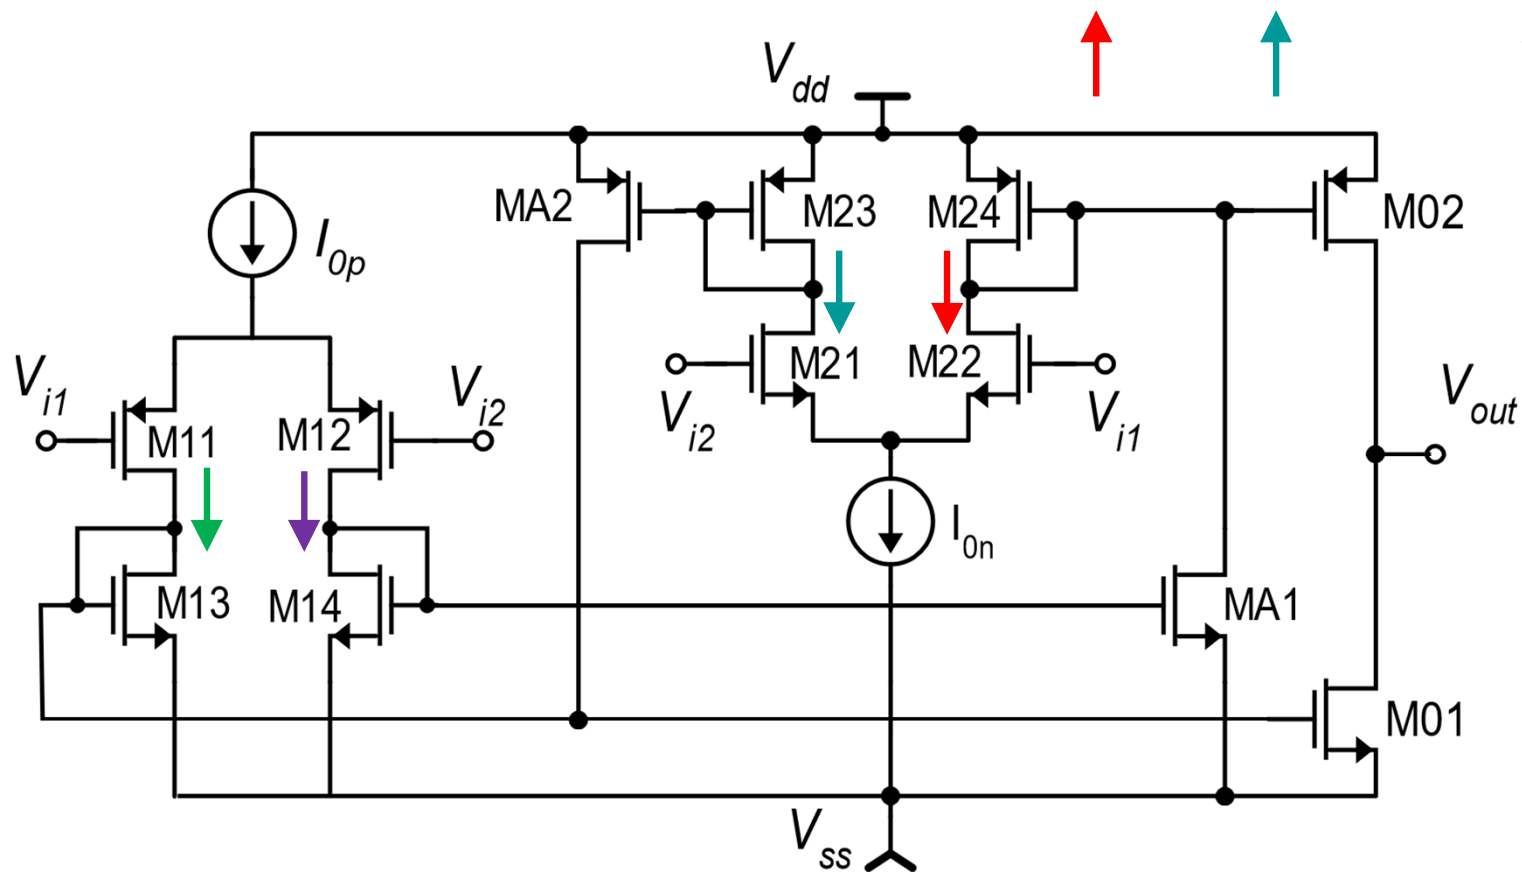 Vdd
MA2
M23
M24
M02
I0p
Vi1
M11
M12
Vi2
M21
M22
Vi2
Vi1
Vout
I0n
M13
M14
MA1
M01
Vss